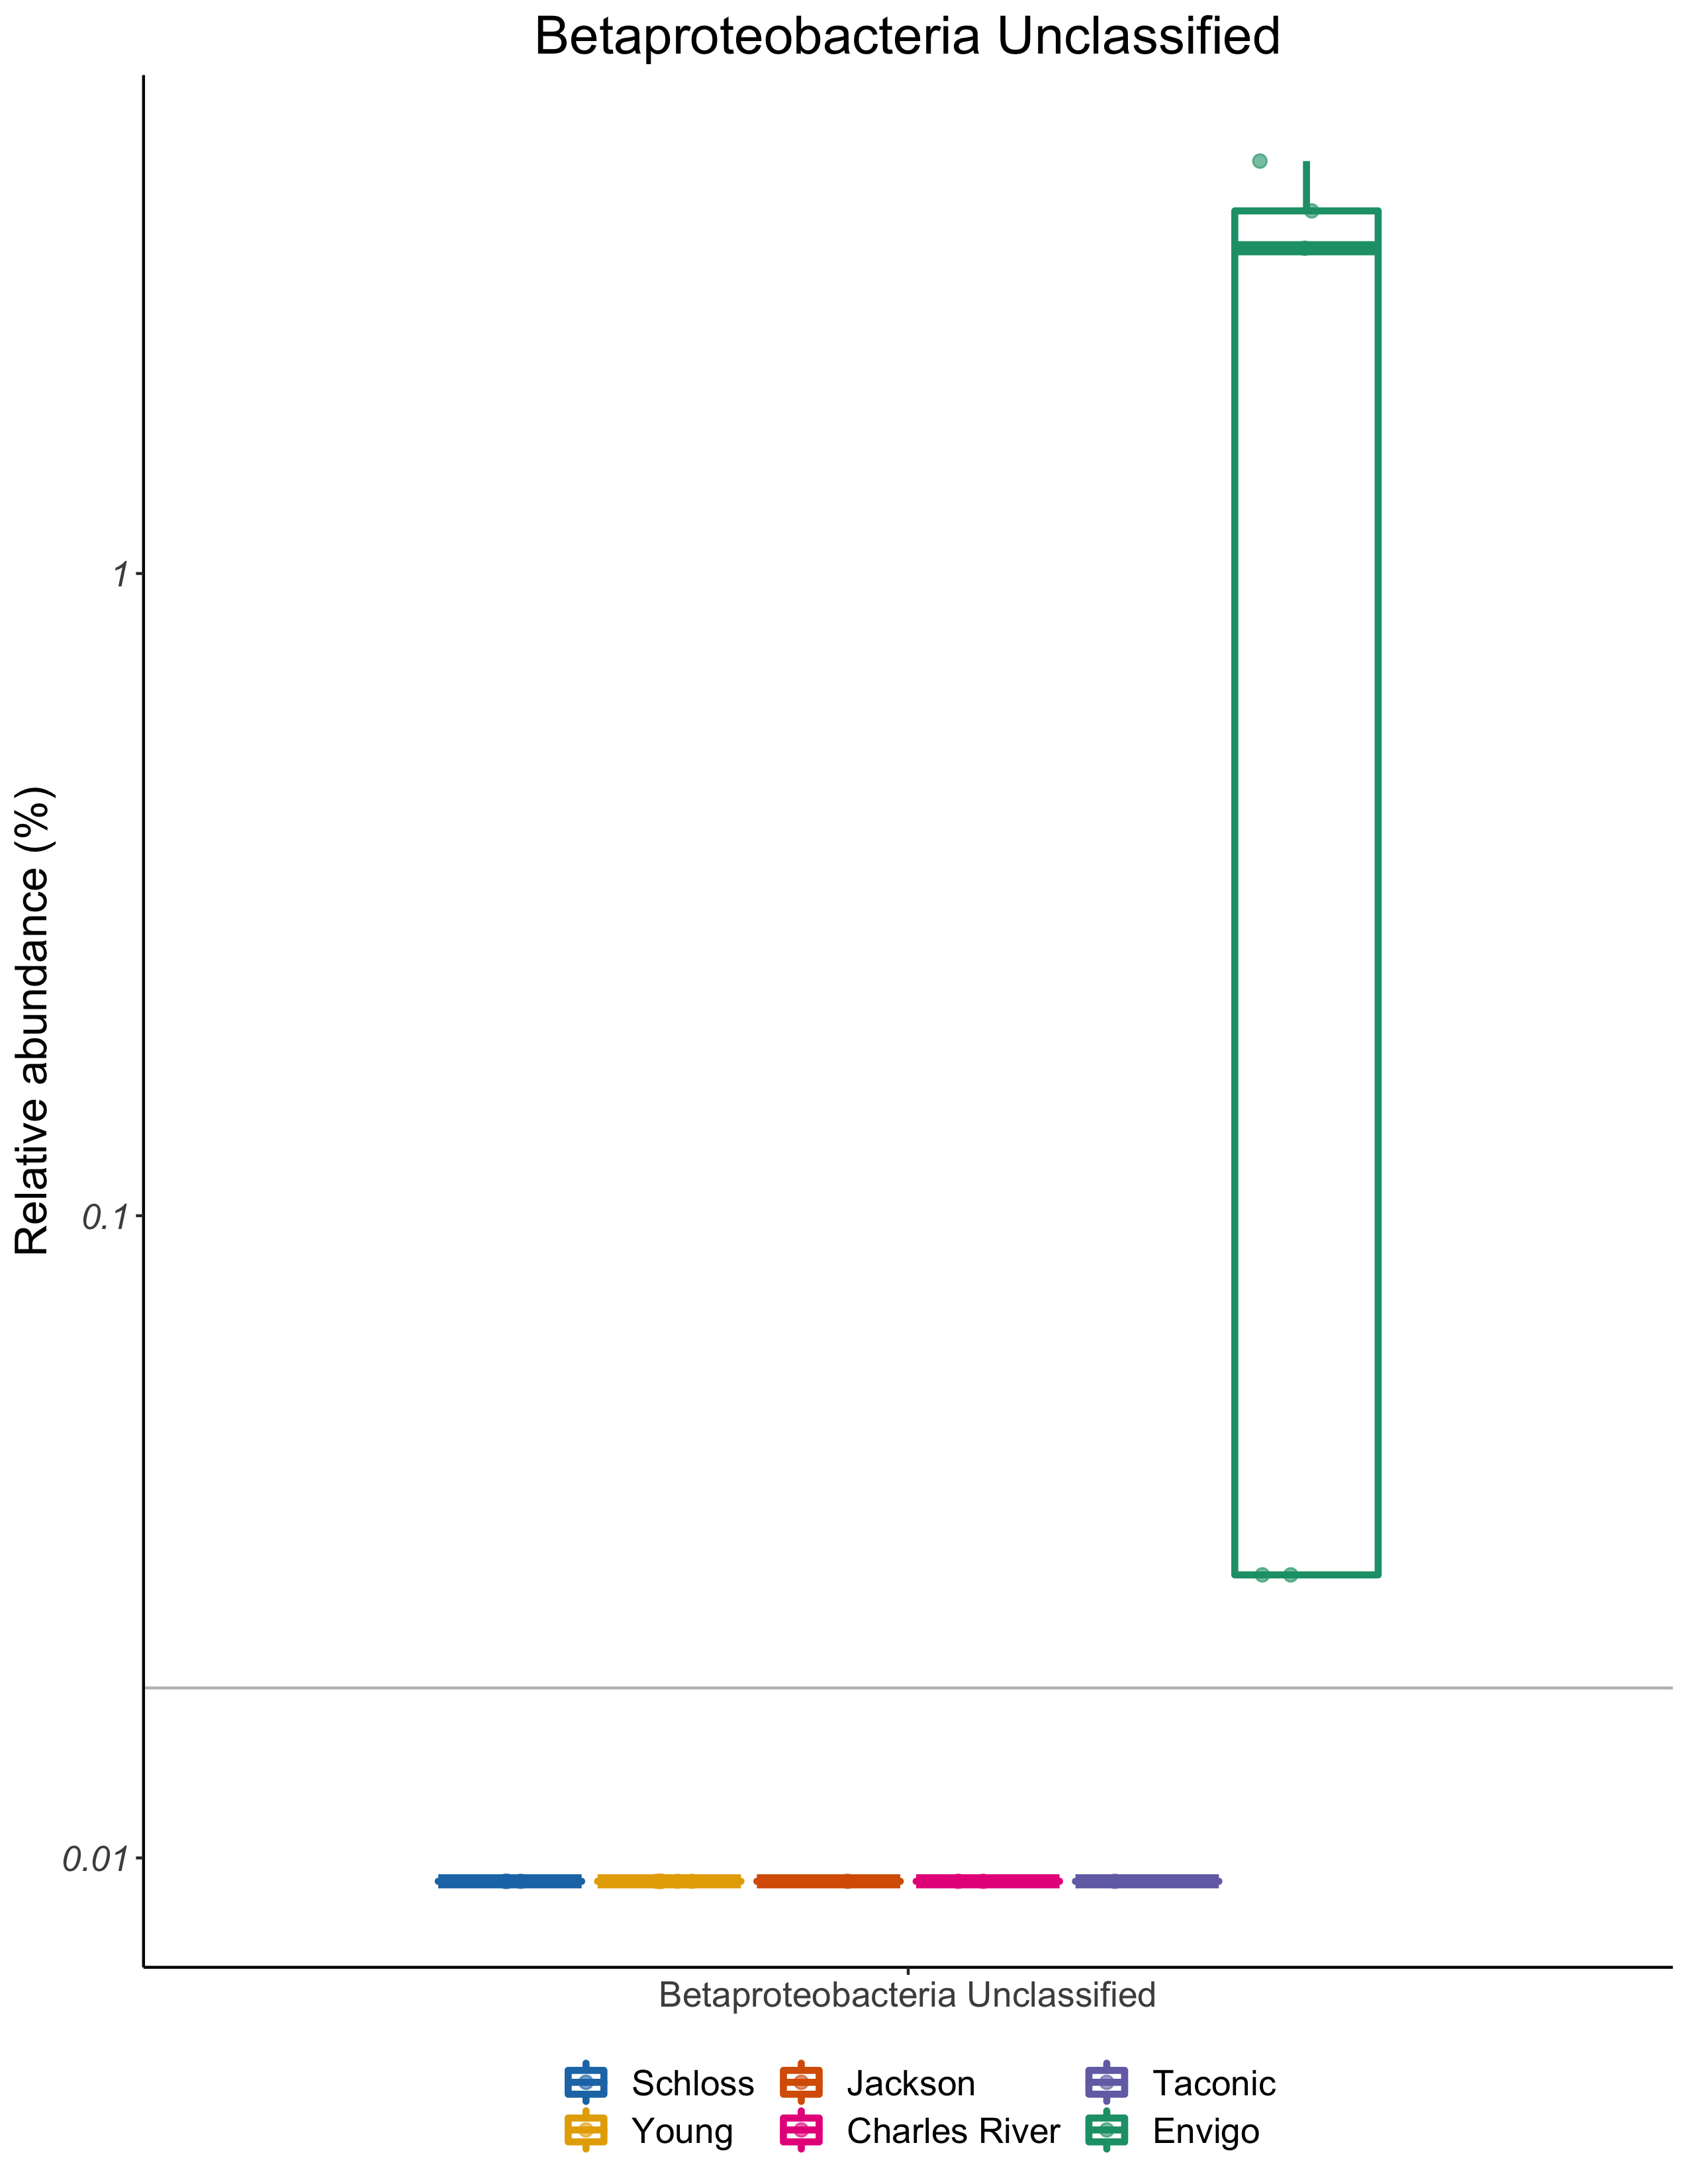 Betaproteobacteria Unclassified
Relative abundance (%)
1
0.1
0.01
Betaproteobacteria Unclassified
Schloss Jackson Taconic
Young Charles River Envigo